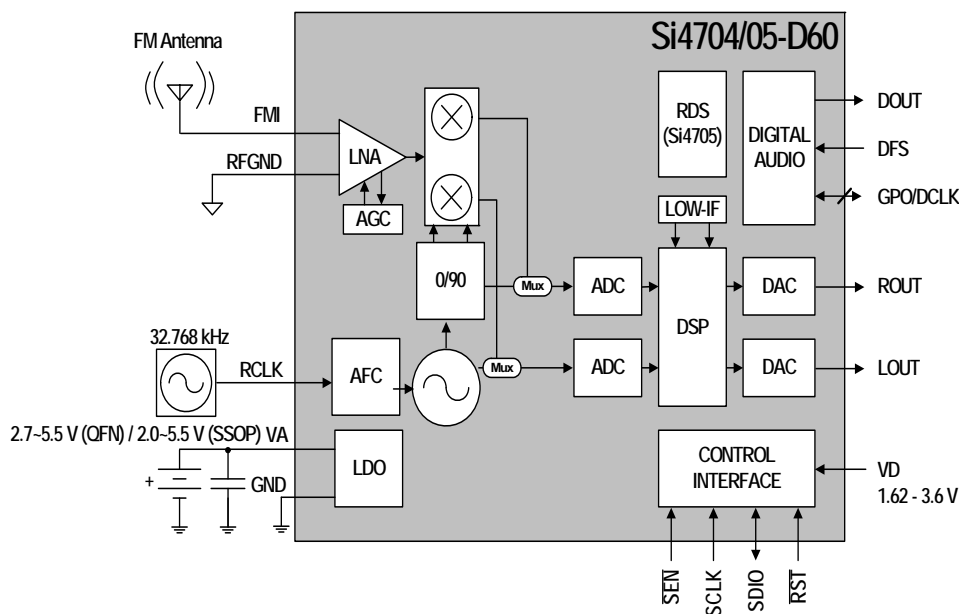 Si4704/05-D60
FM Antenna
FMI
RFGND
LNA
AGC
RDS
(Si4705)
DIGITAL
AUDIO
DOUT
DFS
GPO/DCLK
LOW-IF
0/90
Mux
ADC
DSP
DAC
ROUT
32.768 kHz
RCLK
AFC
Mux
ADC
DAC
LOUT
2.7~5.5 V (QFN) / 2.0~5.5 V (SSOP) VA
+
GND
LDO
CONTROL
INTERFACE
VD
1.62 - 3.6 V
SEN
SCLK
SDIO
RST